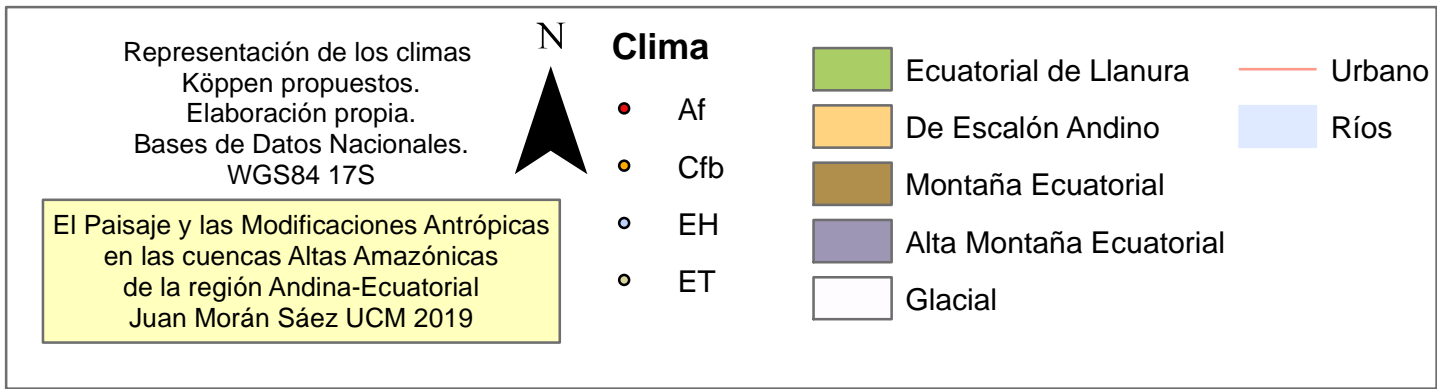 Representación de los climas
Köppen propuestos.
Elaboración propia.
Bases de Datos Nacionales.
WGS84 17S
El Paisaje y las Modificaciones Antrópicas
en las cuencas Altas Amazónicas
de la región Andina-Ecuatorial
Juan Morán Sáez UCM 2019
N
Clima
Af
Cfb
EH
ET
Ecuatorial de Llanura
De Escalón Andino
Montaña Ecuatorial
Alta Montaña Ecuatorial
Glacial
Urbano
Ríos